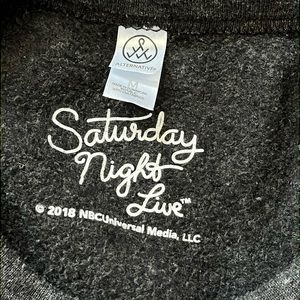 ALTERNATIVE
M
Saturday
Night
Live™
© 2018 NBCUniversal Media, LLC